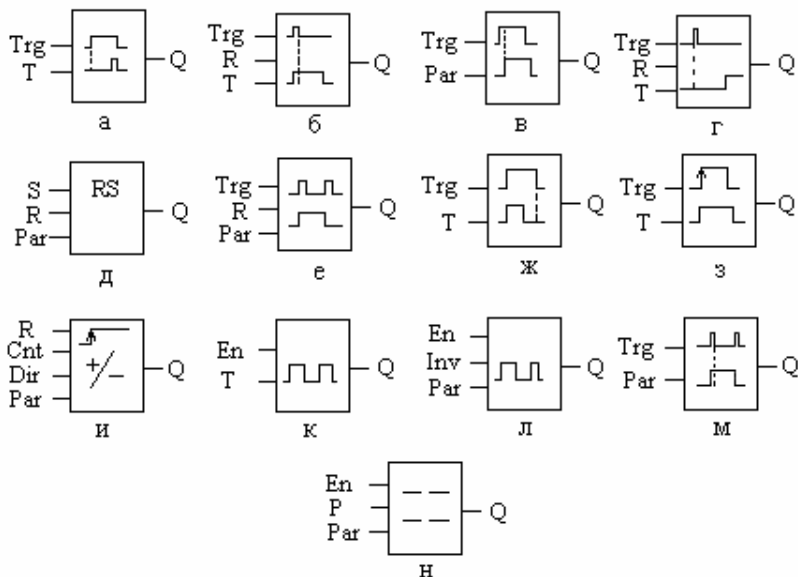 Trg
T
Q
а
Trg
R
T
Q
б
Trg
Par
Q
в
Trg
R
T
Q
г
S
R
Par
RS
Q
д
Trg
R
Par
Q
е
Trg
T
Q
ж
Trg
T
Q
з
R
Cnt
Dir
Par
+/−
Q
и
En
T
Q
к
En
Inv
Par
Q
л
Trg
Par
Q
м
En
P
Par
Q
н